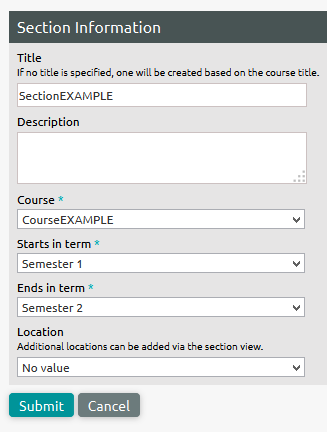 Section Information
Title
If no title is specified, one will be created based on the course title.
SectionEXAMPLE
Description
Course *
CourseEXAMPLE
Starts in term *
Semester 1
Ends in term *
Semester 2
Location
Additional locations can be added via the section view.
No value
Submit Cancel